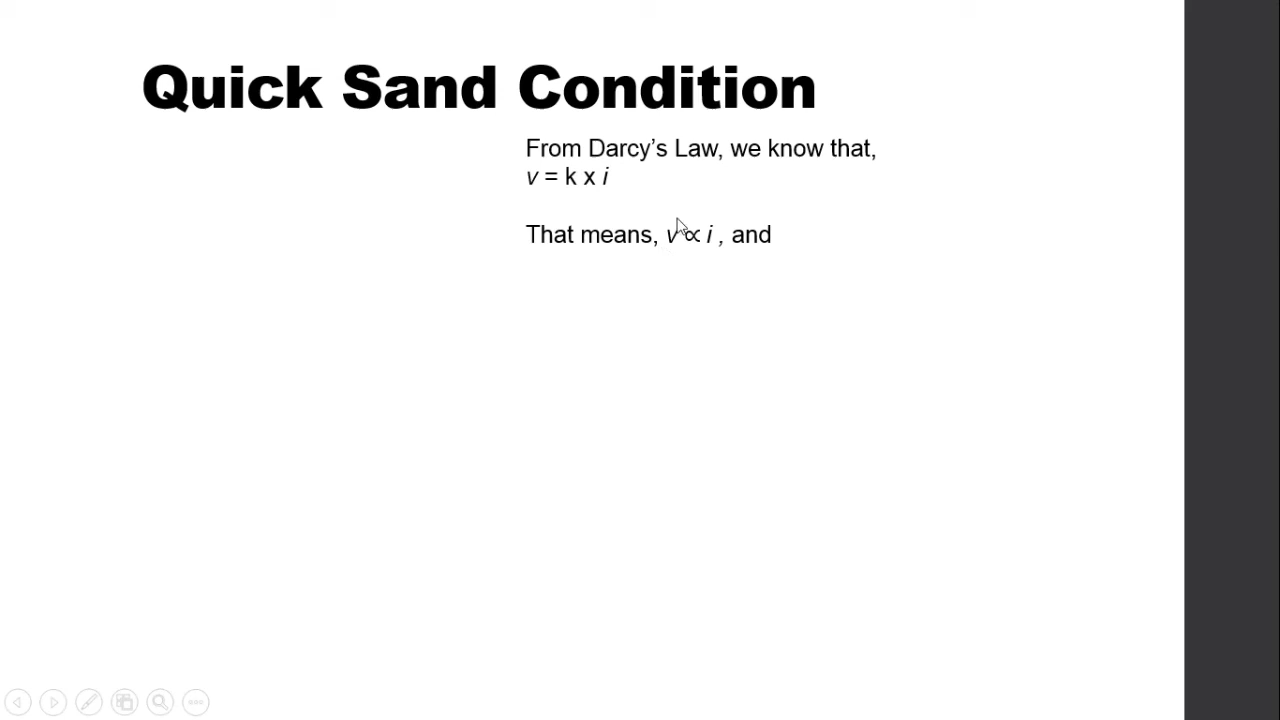 Quick Sand Condition
From Darcy’s Law, we know that,
v = k x i
That means, v ∝ i , and